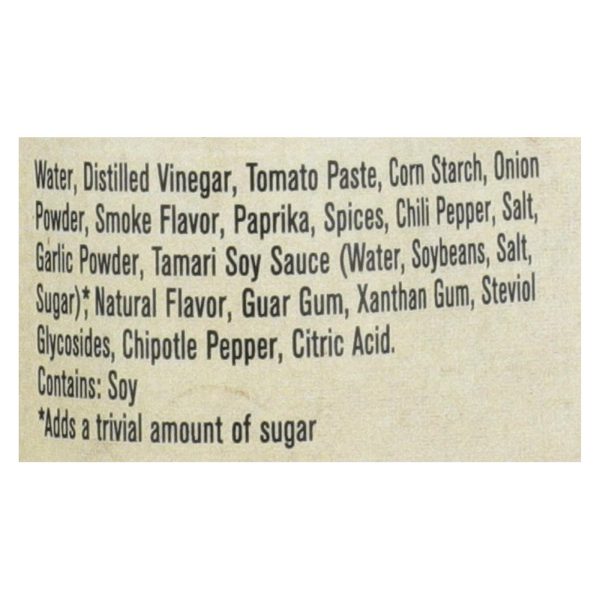 Water, Distilled Vinegar, Tomato Paste, Corn Starch, Onion
Powder, Smoke Flavor, Paprika, Spices, Chili Pepper, Salt,
Garlic Powder, Tamari Soy Sauce (Water, Soybeans, Salt,
Sugar)*, Natural Flavor, Guar Gum, Xanthan Gum, Steviol
Glycosides, Chipotle Pepper, Citric Acid.
Contains: Soy
*Adds a trivial amount of sugar